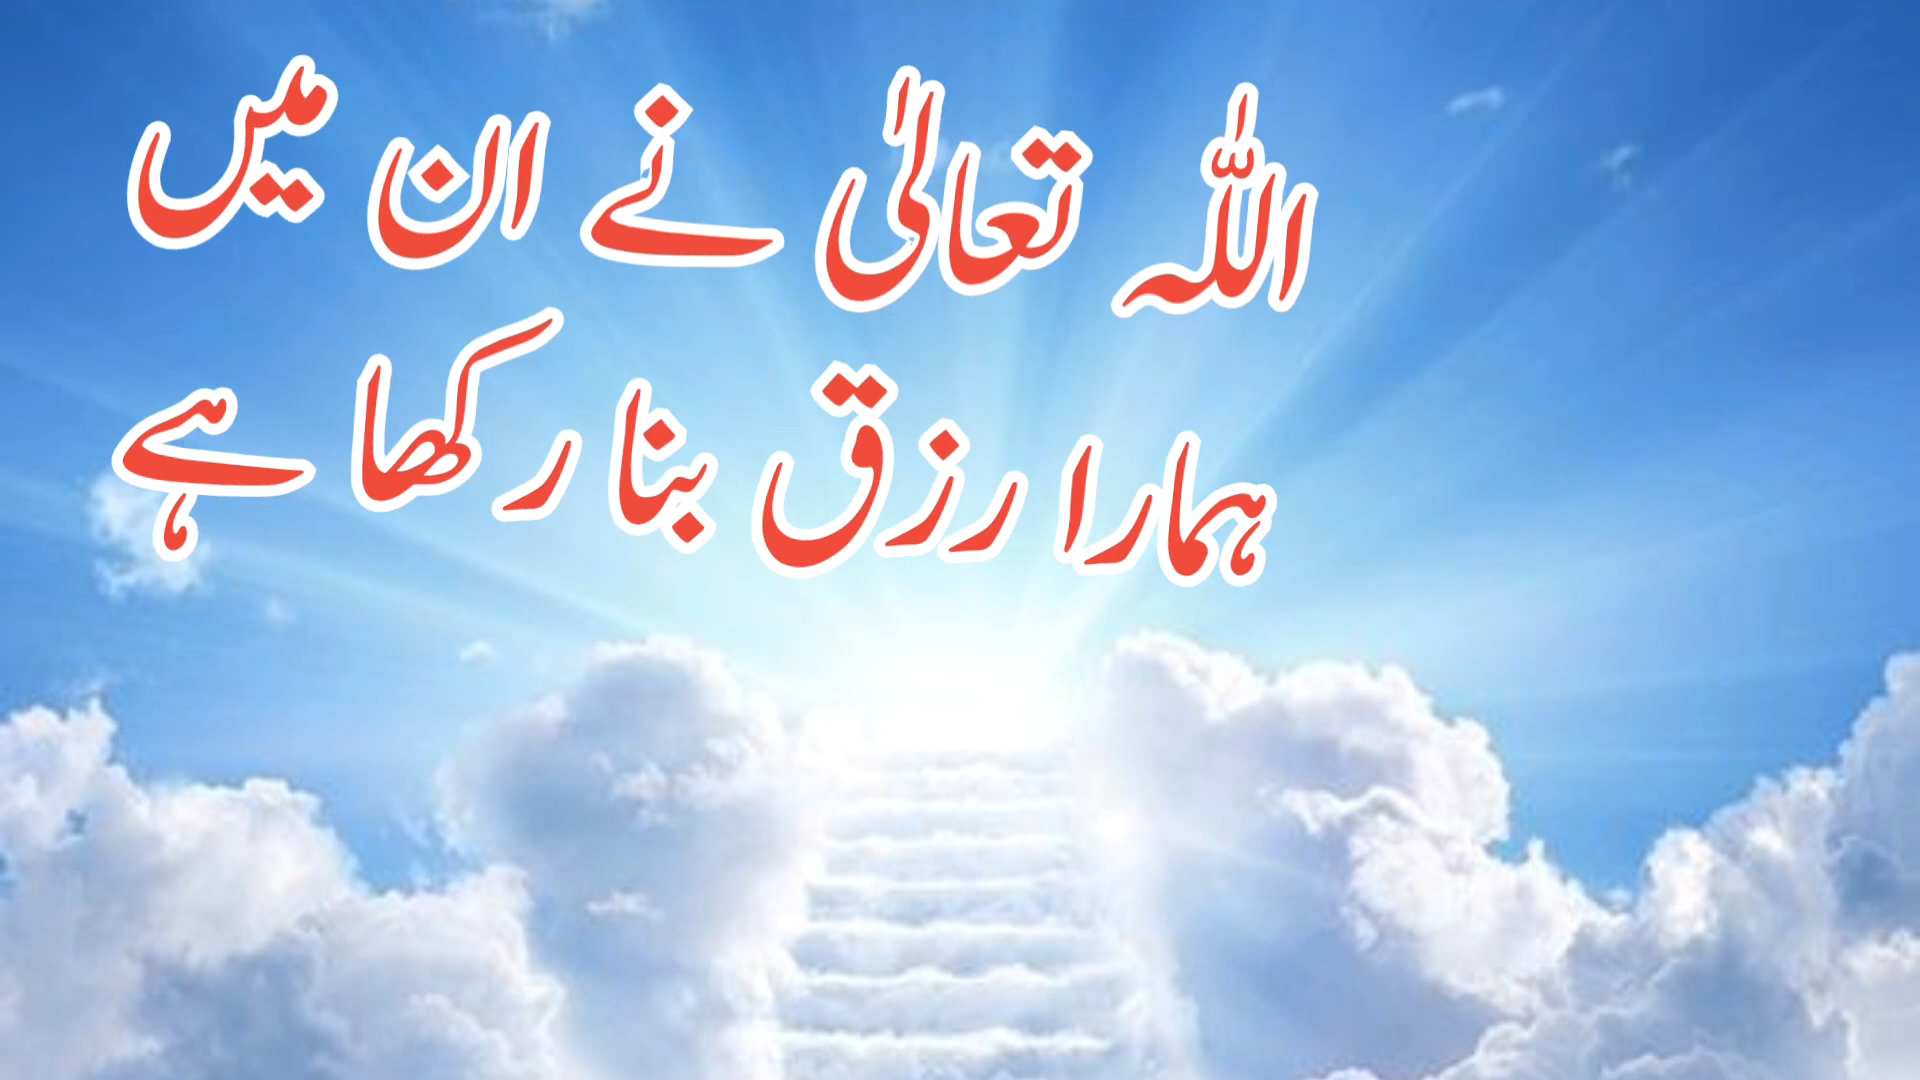 اللہ تعالیٰ نے ان میں
ہمارا رزق بنا رکھا ہے